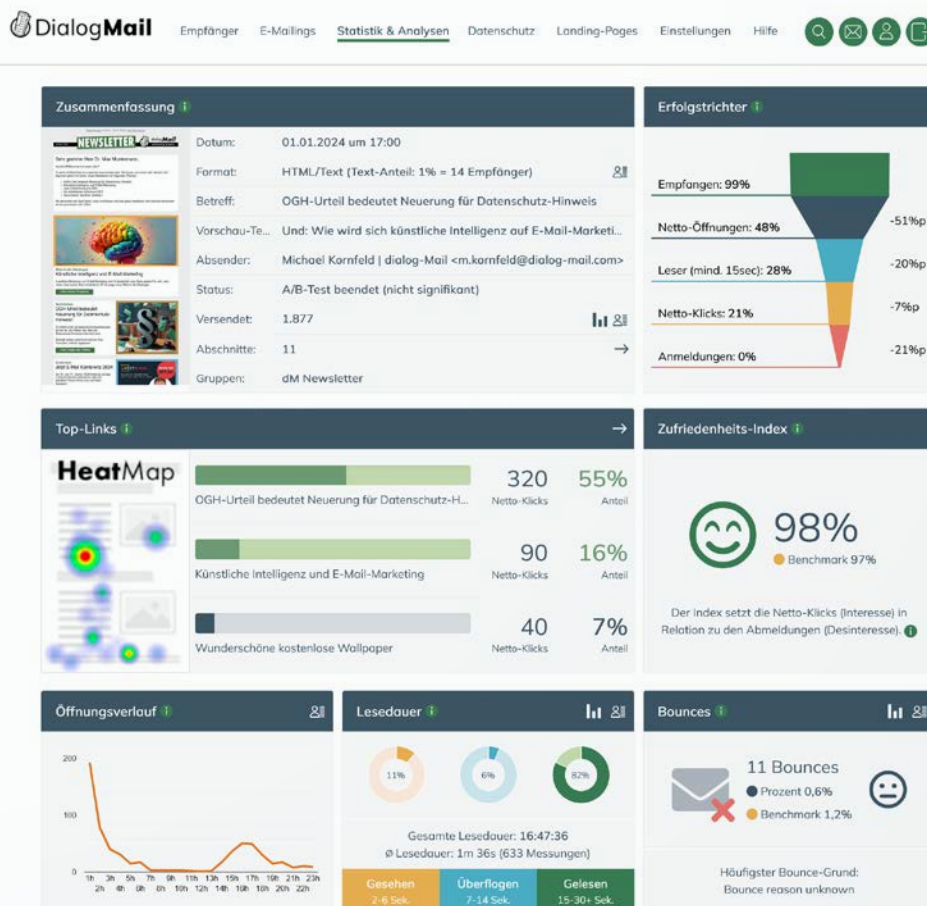 DialogMail
Empfänger E-Mailings Statistik & Analysen Datenschutz Landing-Pages Einstellungen Hilfe
Zusammenfassung
NEWSLETTER
Datum: 01.01.2024 um 17:00
Format: HTML/Text (Text-Anteil: 1% = 14 Empfänger)
Betreff: OGH-Urteil bedeutet Neuerung für Datenschutz-Hinweis
Vorschau-Te... Und: Wie wird sich künstliche Intelligenz auf E-Mail-Marketi...
Absender: Michael Kornfeld | dialog-Mail <m.kornfeld@dialog-mail.com>
Status: A/B-Test beendet (nicht signifikant)
Versendet: 1.877
Abschnitte: 11
Gruppen: dM Newsletter
Erfolgstrichter
Empfangen: 99%
Netto-Öffnungen: 48% -51%p
Leser (mind. 15sec): 28% -20%p
Netto-Klicks: 21% -7%p
Anmeldungen: 0% -21%p
Top-Links
HeatMap
320 55%
OGH-Urteil bedeutet Neuerung für Datenschutz-H... Netto-Klicks Anteil
90 16%
Künstliche Intelligenz und E-Mail-Marketing Netto-Klicks Anteil
40 7%
Wunderschöne kostenlose Wallpaper Netto-Klicks Anteil
Zufriedenheits-Index
98%
Benchmark 97%
Der Index setzt die Netto-Klicks (Interesse) in
Relation zu den Abmeldungen (Desinteresse).
Öffnungsverlauf
200
100
0
1h 3h 5h 7h 9h 11h 13h 15h 17h 19h 21h 23h
2h 4h 6h 8h 10h 12h 14h 16h 18h 20h 22h
Lesedauer
11% 6% 82%
Gesamte Lesedauer: 16:47:36
Ø Lesedauer: 1m 36s (633 Messungen)
Gesehen Überflogen Gelesen
2-6 Sek. 7-14 Sek. 15-30+ Sek.
Bounces
11 Bounces
Prozent 0,6%
Benchmark 1,2%
Häufigster Bounce-Grund:
Bounce reason unknown